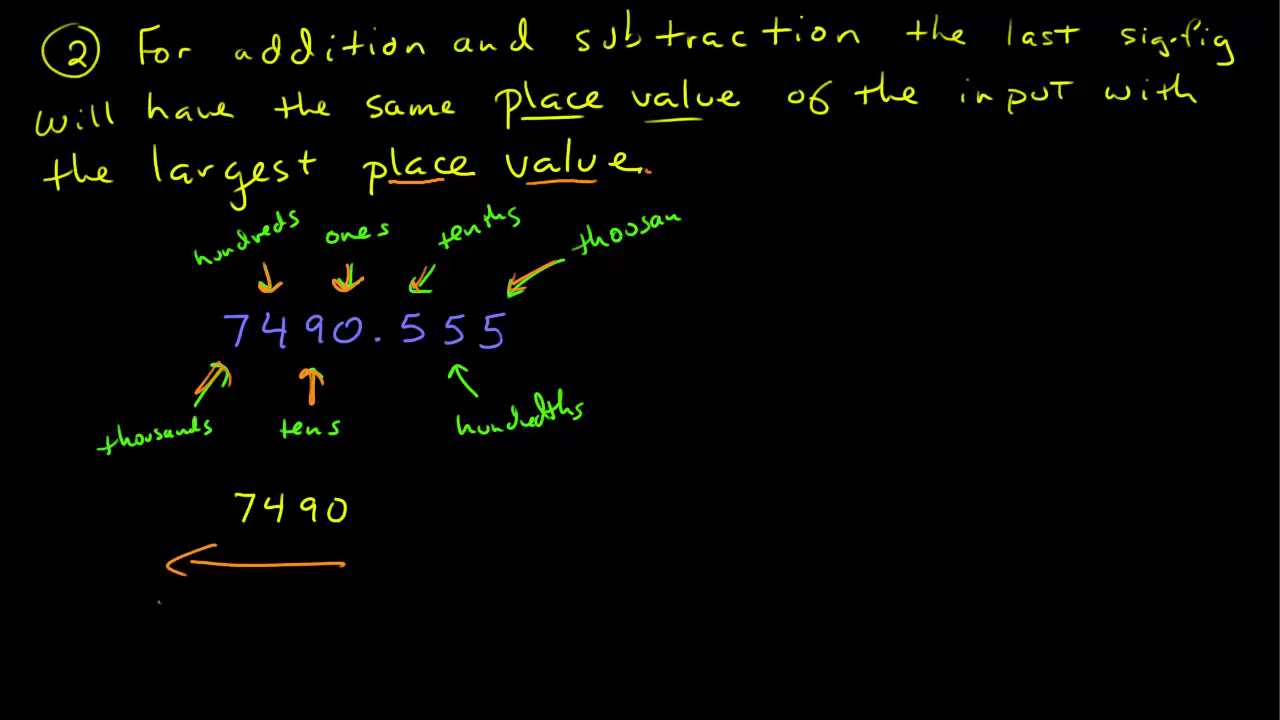 ② For addition and subtraction the last sig.fig
will have the same place value of the input with
the largest place value.
hundreds ones tenths thousan
7490.555
thousands tens hundredths
7490